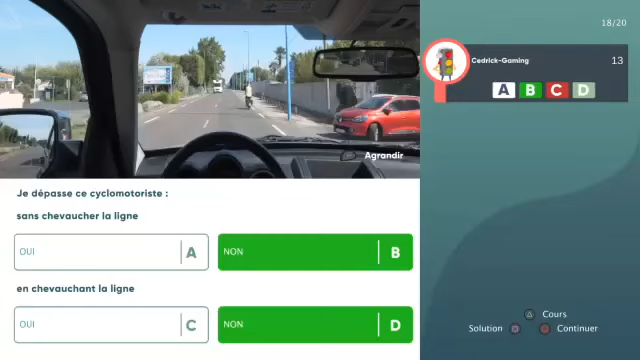 18/20
Cedrick-Gaming 13
A B C D
Agrandir
Je dépasse ce cyclomotoriste :
sans chevaucher la ligne
OUI A NON B
en chevauchant la ligne
OUI C NON D
Cours
Solution Continuer